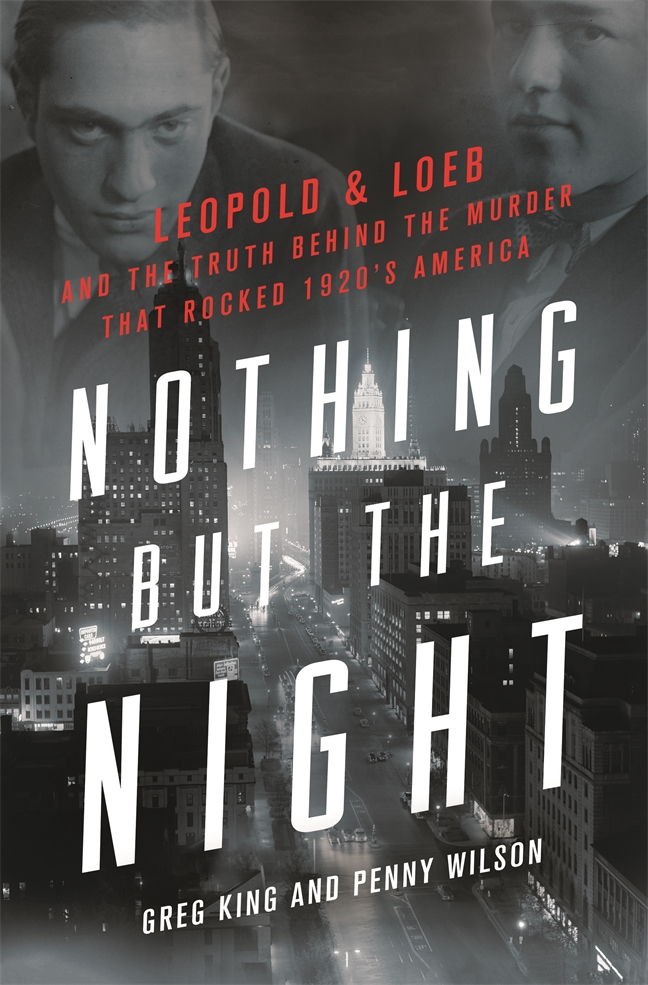 LEOPOLD & LOEB
AND THE TRUTH BEHIND THE MURDER
THAT ROCKED 1920'S AMERICA
NOTHING
BUT THE
NIGHT
GREG KING AND PENNY WILSON